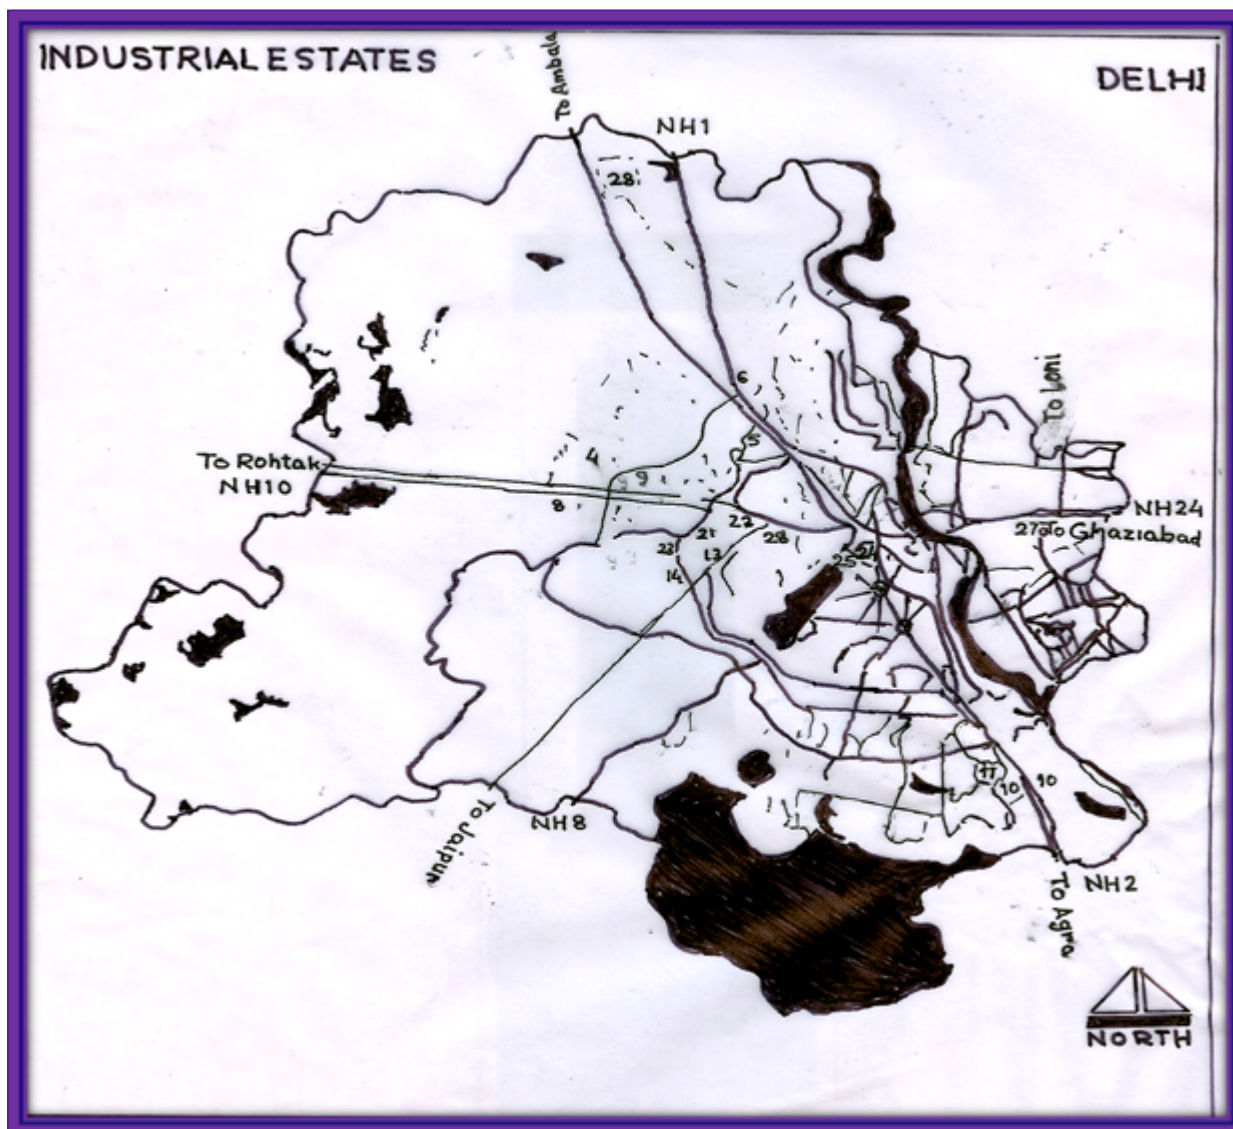 INDUSTRIAL ESTATES
DELHI
To Ambala
NH1
28
6
To Loni
5
4
9
To Rohtak
NH10
8
NH24
27
To Ghaziabad
22
21
28
23
13
25
14
11
10
10
NH8
To Jaipur
NH2
To Agra
NORTH